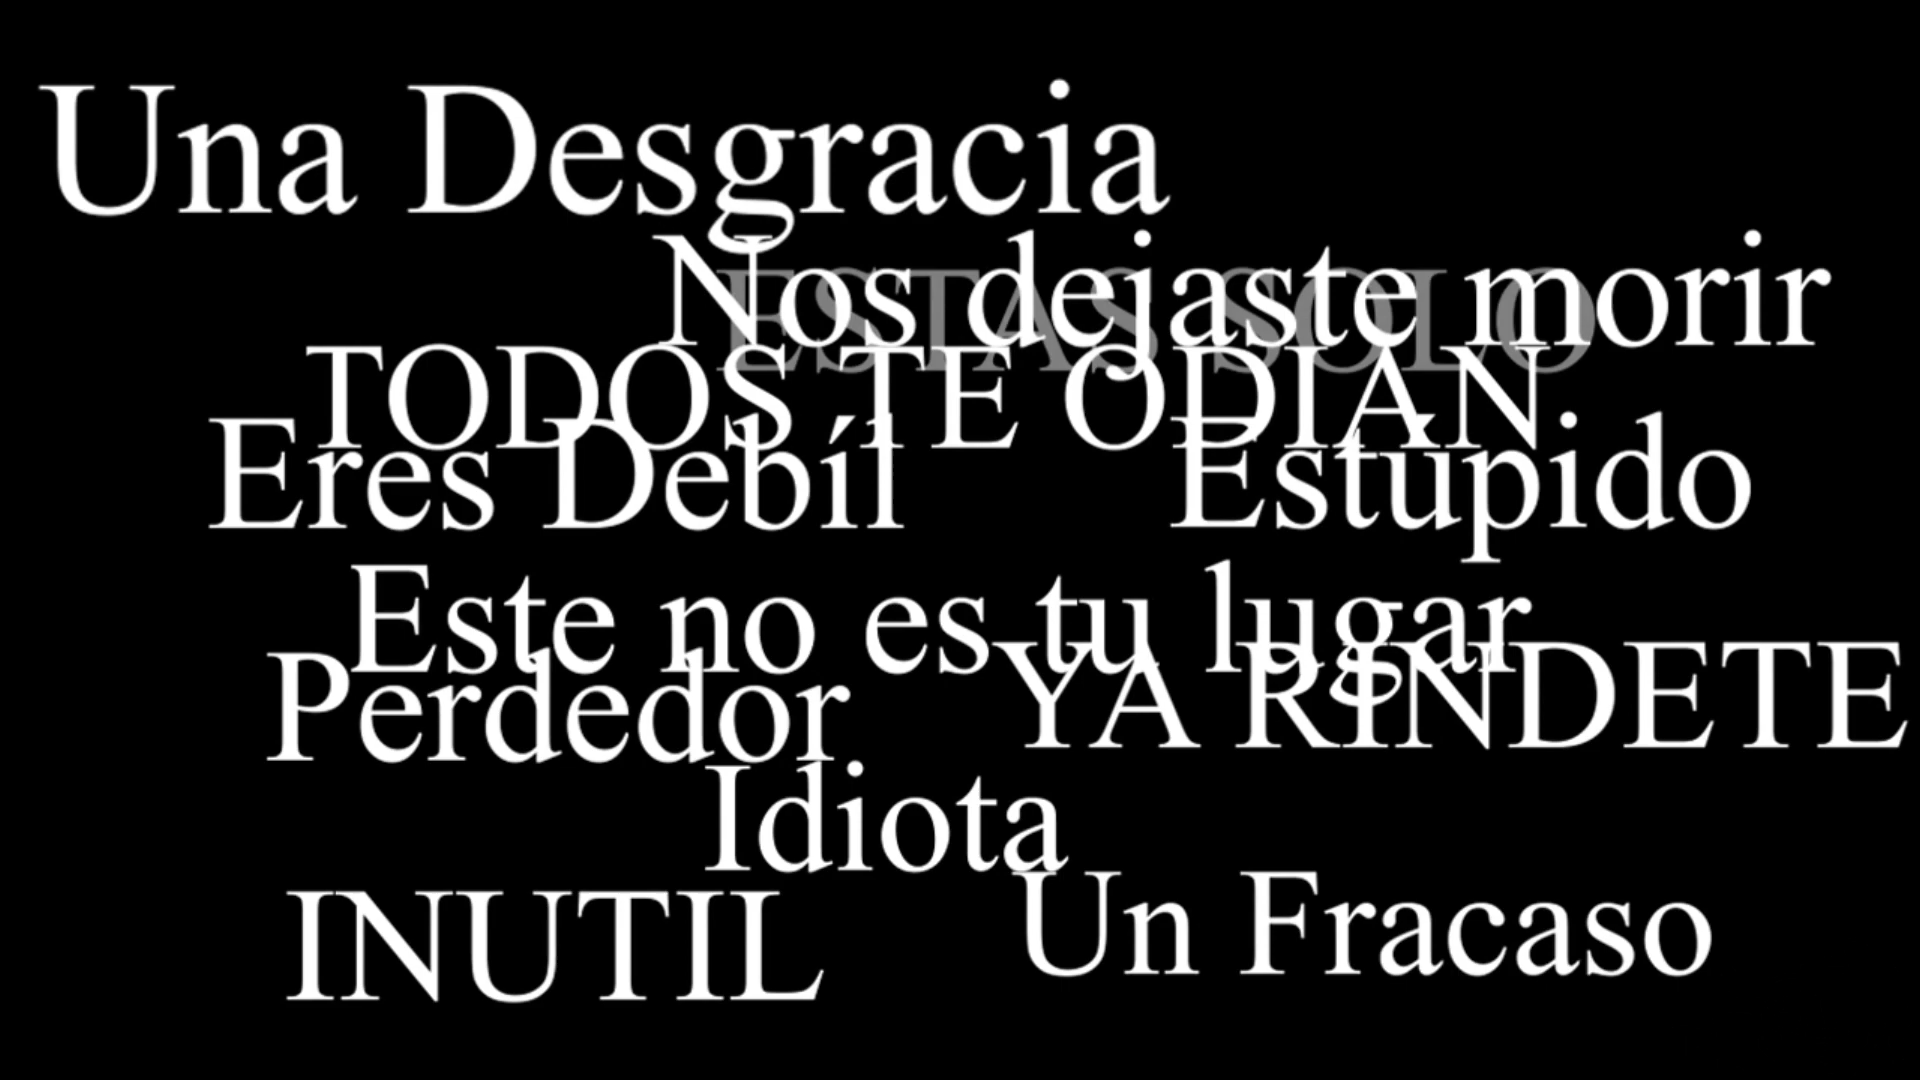 Una Desgracia
Nos dejaste morir
ESTAS SOLO
TODOS TE ODIAN
Eres Debíl
Estupido
Este no es tu lugar
Perdedor
YA RINDETE
Idiota
INUTIL
Un Fracaso